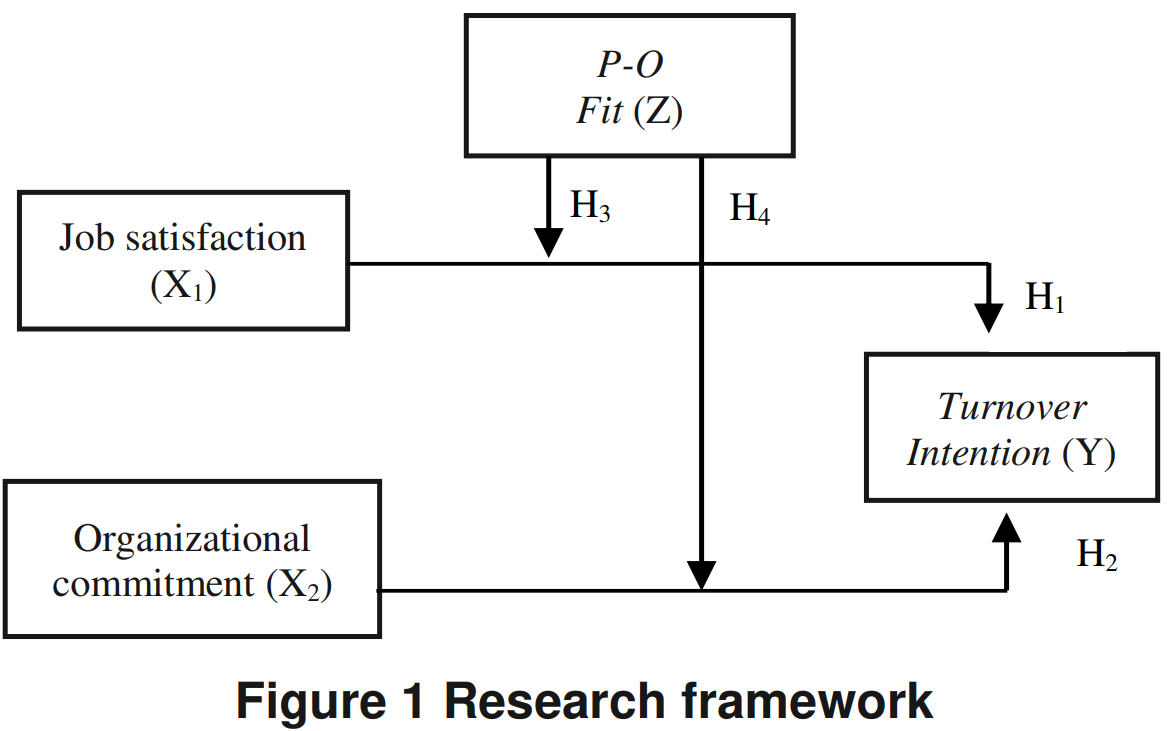 P-O
Fit (Z)
H₃
H₄
Job satisfaction
(X₁)
H₁
Turnover
Intention (Y)
Organizational
commitment (X₂)
H₂
Figure 1 Research framework